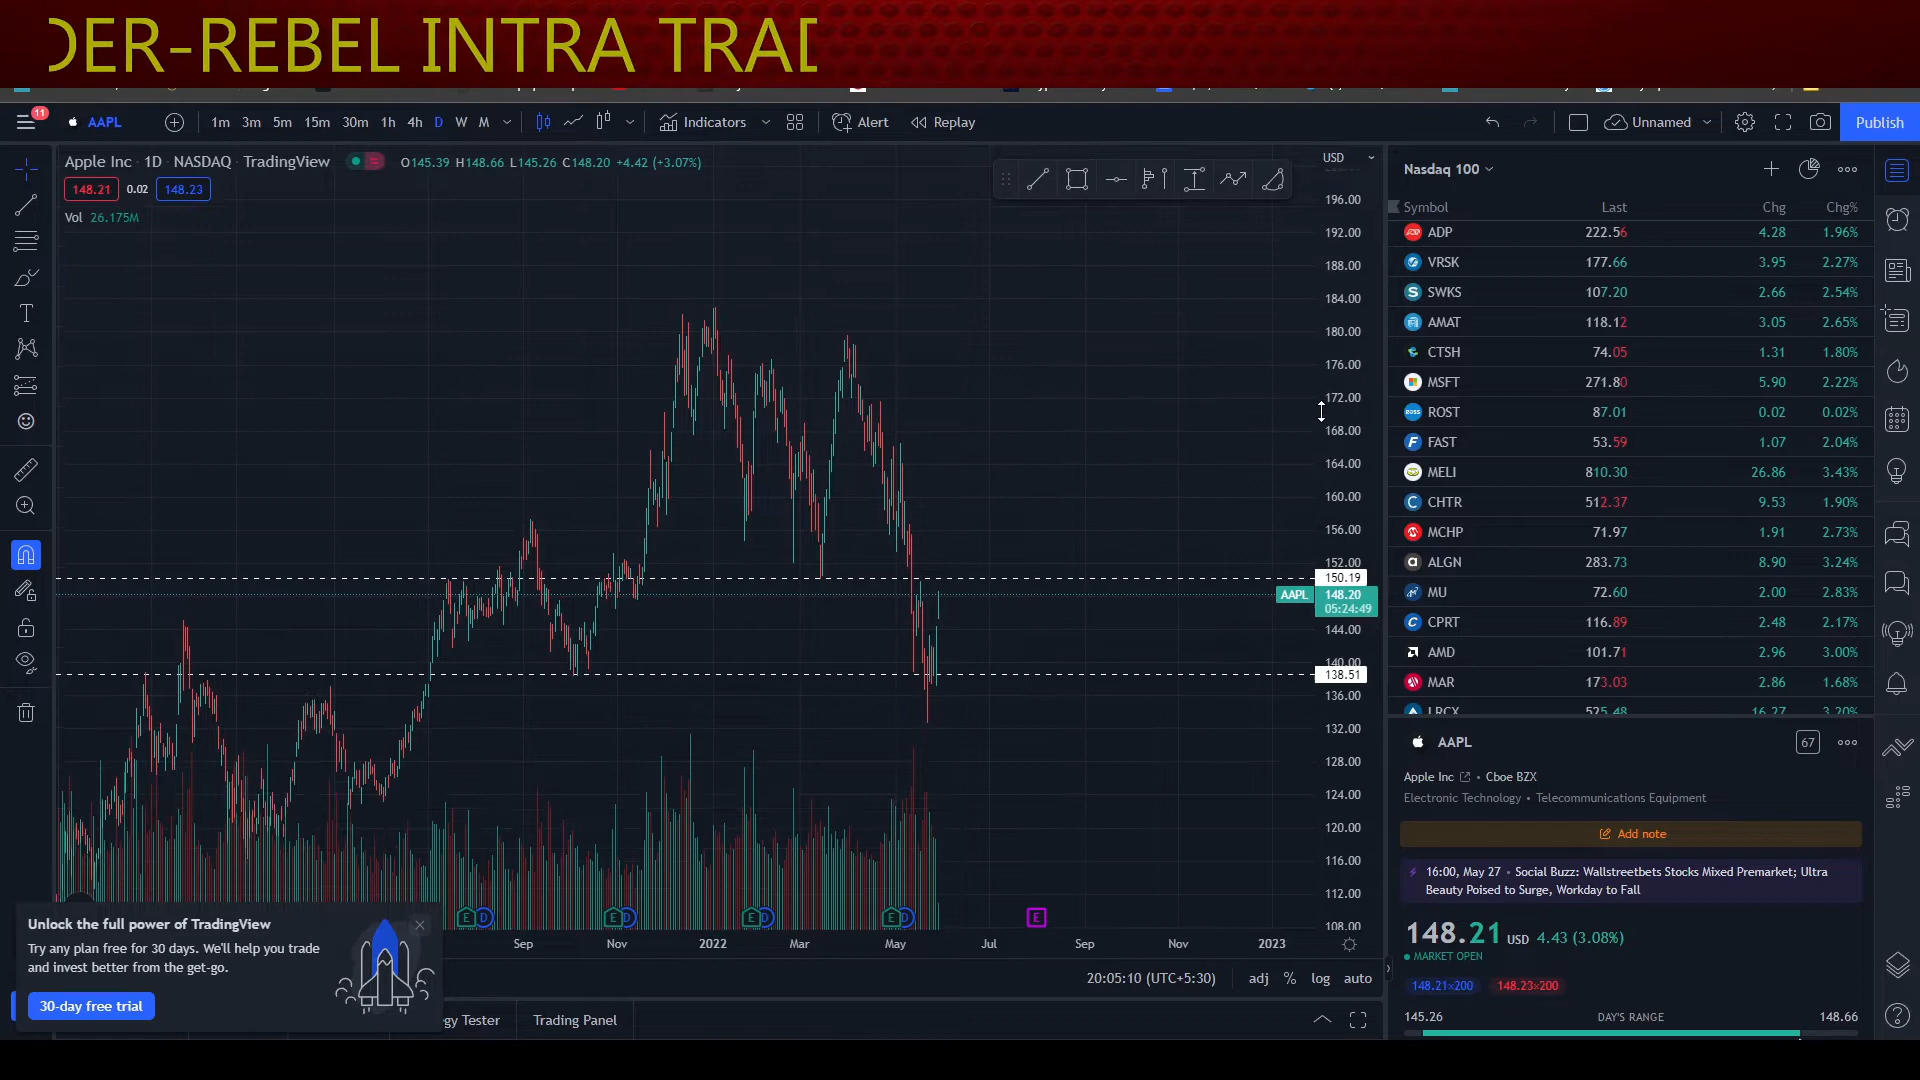 DER-REBEL INTRA TRAD
11
AAPL
1m 3m 5m 15m 30m 1h 4h D W M
Indicators
Alert
Replay
Unnamed
Publish
Apple Inc · 1D · NASDAQ · TradingView
O145.39 H148.66 L145.26 C148.20 +4.42 (+3.07%)
148.21 0.02 148.23
Vol 26.175M
USD
196.00
192.00
188.00
184.00
180.00
176.00
172.00
168.00
164.00
160.00
156.00
152.00
150.19
AAPL 148.20
05:24:49
144.00
140.00
138.51
136.00
132.00
128.00
124.00
120.00
116.00
112.00
108.00
E D E D E D E D E
Sep Nov 2022 Mar May Jul Sep Nov 2023
20:05:10 (UTC+5:30) adj % log auto
Unlock the full power of TradingView
Try any plan free for 30 days. We'll help you trade
and invest better from the get-go.
30-day free trial
gy Tester
Trading Panel
Nasdaq 100
Symbol Last Chg Chg%
ADP 222.56 4.28 1.96%
VRSK 177.66 3.95 2.27%
SWKS 107.20 2.66 2.54%
AMAT 118.12 3.05 2.65%
CTSH 74.05 1.31 1.80%
MSFT 271.80 5.90 2.22%
ROST 87.01 0.02 0.02%
FAST 53.59 1.07 2.04%
MELI 810.30 26.86 3.43%
CHTR 512.37 9.53 1.90%
MCHP 71.97 1.91 2.73%
ALGN 283.73 8.90 3.24%
MU 72.60 2.00 2.83%
CPRT 116.89 2.48 2.17%
AMD 101.71 2.96 3.00%
MAR 173.03 2.86 1.68%
LRCX 525.48 16.27 3.20%
AAPL
67
Apple Inc • Cboe BZX
Electronic Technology • Telecommunications Equipment
Add note
16:00, May 27 • Social Buzz: Wallstreetbets Stocks Mixed Premarket; Ultra
Beauty Poised to Surge, Workday to Fall
148.21 USD 4.43 (3.08%)
MARKET OPEN
148.21×200 148.23×200
145.26 DAY'S RANGE 148.66